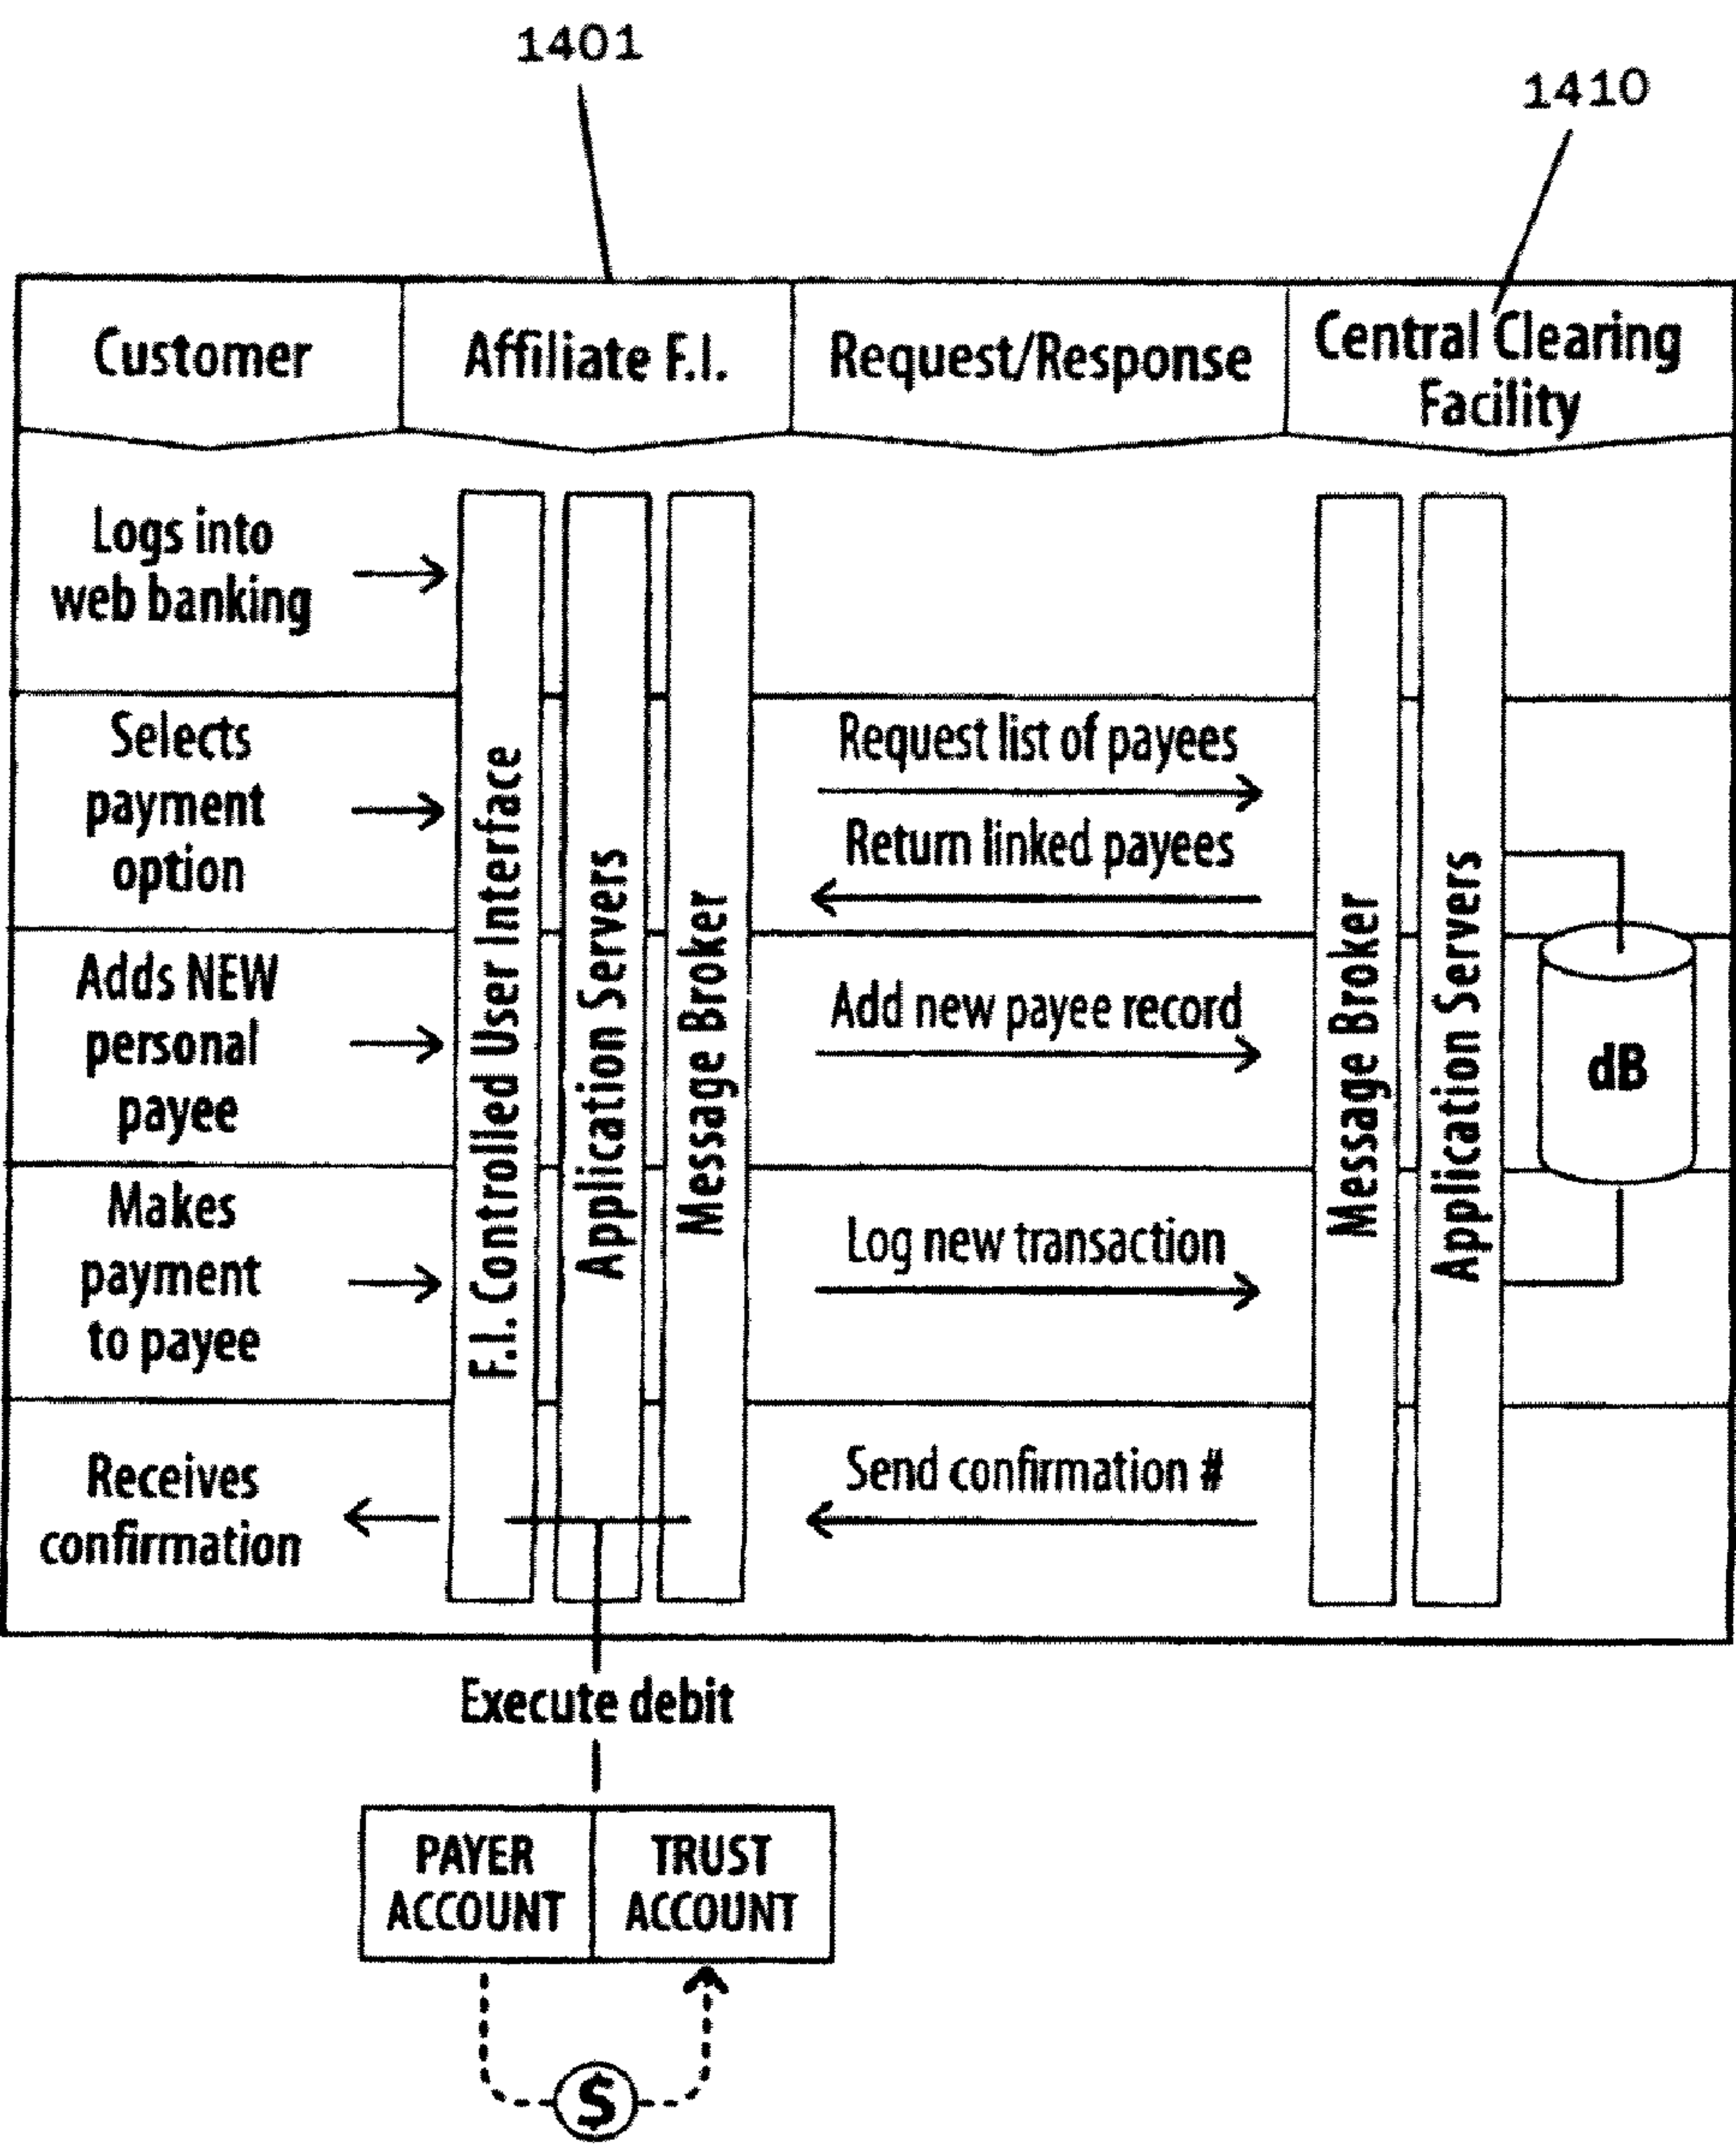 1401
1410
Customer
Affiliate F.I.
Request/Response
Central Clearing
Facility
Logs into
web banking
Selects
payment
option
Adds NEW
personal
payee
Makes
payment
to payee
Receives
confirmation
F.I. Controlled User Interface
Application Servers
Message Broker
Request list of payees
Return linked payees
Add new payee record
Log new transaction
Send confirmation #
Message Broker
Application Servers
dB
Execute debit
PAYER
ACCOUNT
TRUST
ACCOUNT
$